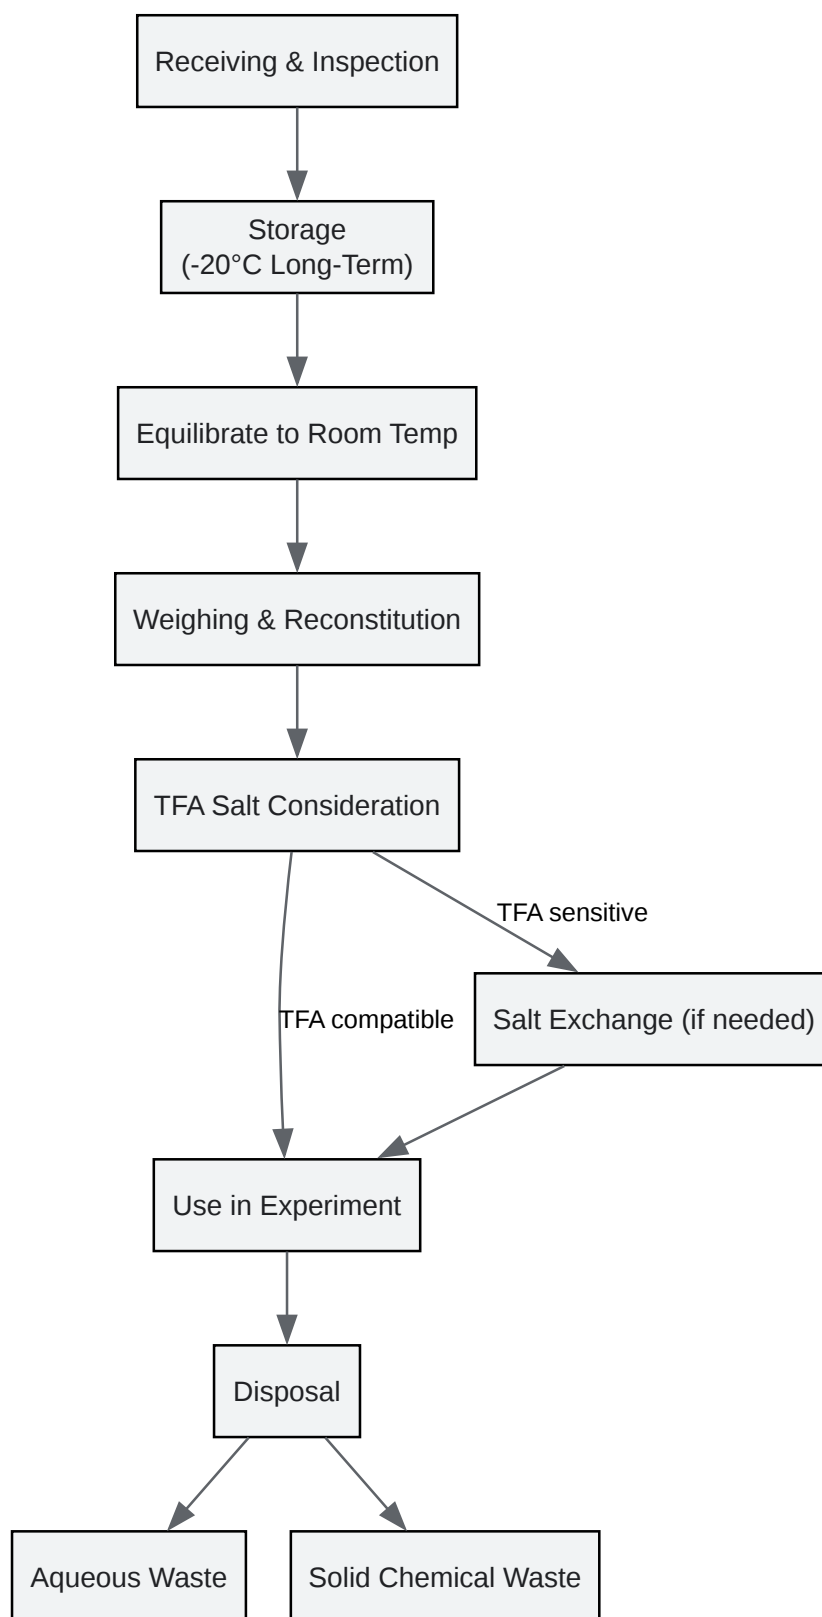 Receiving & Inspection
Storage
(-20°C Long-Term)
Equilibrate to Room Temp
Weighing & Reconstitution
TFA Salt Consideration
TFA sensitive
TFA compatible
Salt Exchange (if needed)
Use in Experiment
Disposal
Aqueous Waste
Solid Chemical Waste